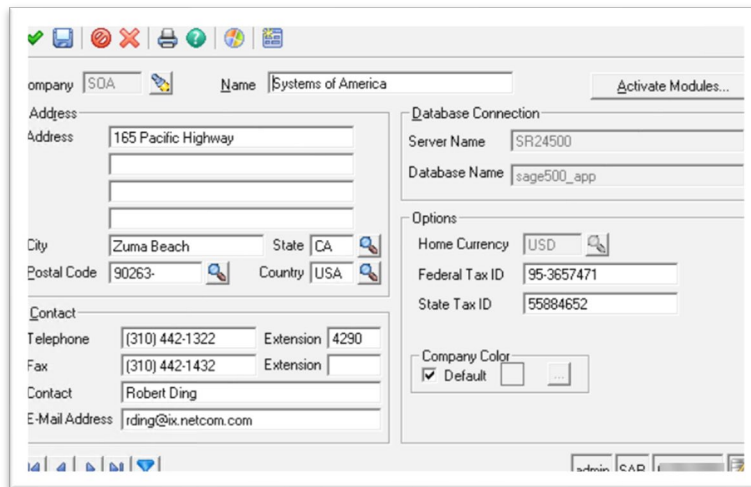 ompany SOA Name Systems of America Activate Modules...
Address
Address 165 Pacific Highway
City Zuma Beach State CA
Postal Code 90263- Country USA
Contact
Telephone (310) 442-1322 Extension 4290
Fax (310) 442-1432 Extension
Contact Robert Ding
E-Mail Address rding@ix.netcom.com
Database Connection
Server Name SR24500
Database Name sage500_app
Options
Home Currency USD
Federal Tax ID 95-3657471
State Tax ID 55884652
Company Color
Default ...
admin SAR